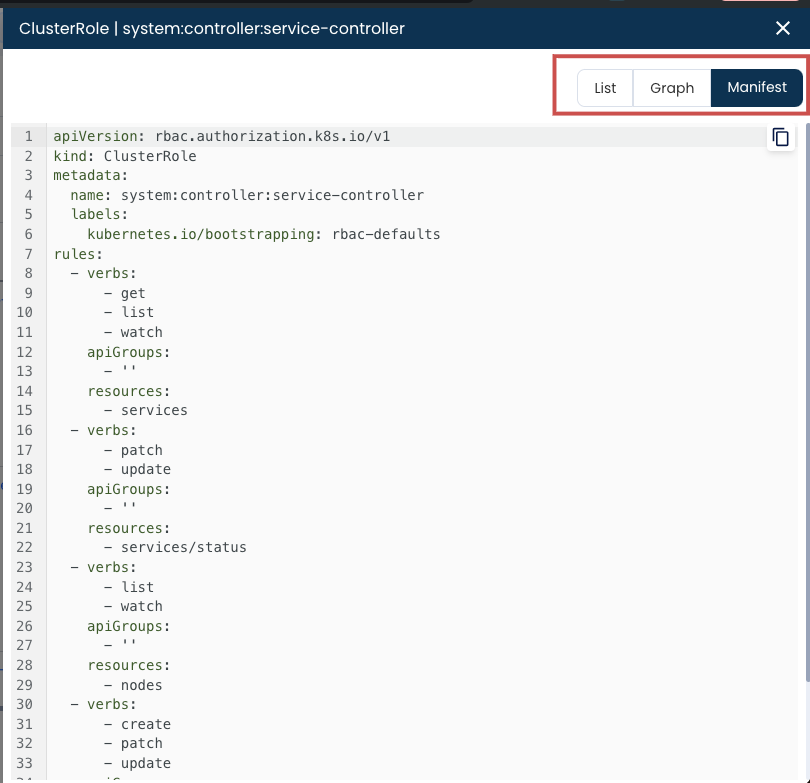 ClusterRole | system:controller:service-controller
List
Graph
Manifest
1 apiVersion: rbac.authorization.k8s.io/v1
2 kind: ClusterRole
3 metadata:
4   name: system:controller:service-controller
5   labels:
6     kubernetes.io/bootstrapping: rbac-defaults
7 rules:
8   - verbs:
9       - get
10       - list
11       - watch
12     apiGroups:
13       - ''
14     resources:
15       - services
16   - verbs:
17       - patch
18       - update
19     apiGroups:
20       - ''
21     resources:
22       - services/status
23   - verbs:
24       - list
25       - watch
26     apiGroups:
27       - ''
28     resources:
29       - nodes
30   - verbs:
31       - create
32       - patch
33       - update